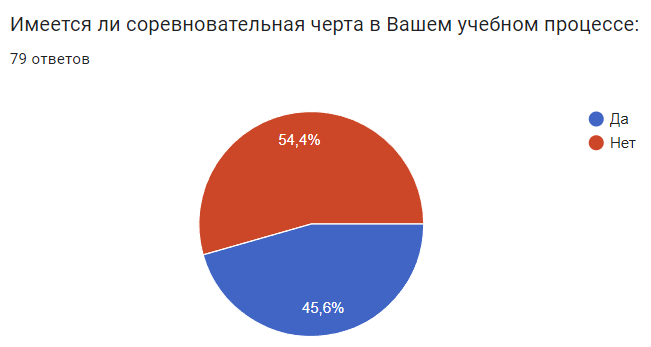 Имеется ли соревновательная черта в Вашем учебном процессе:
79 ответов
Да
Нет
54,4%
45,6%